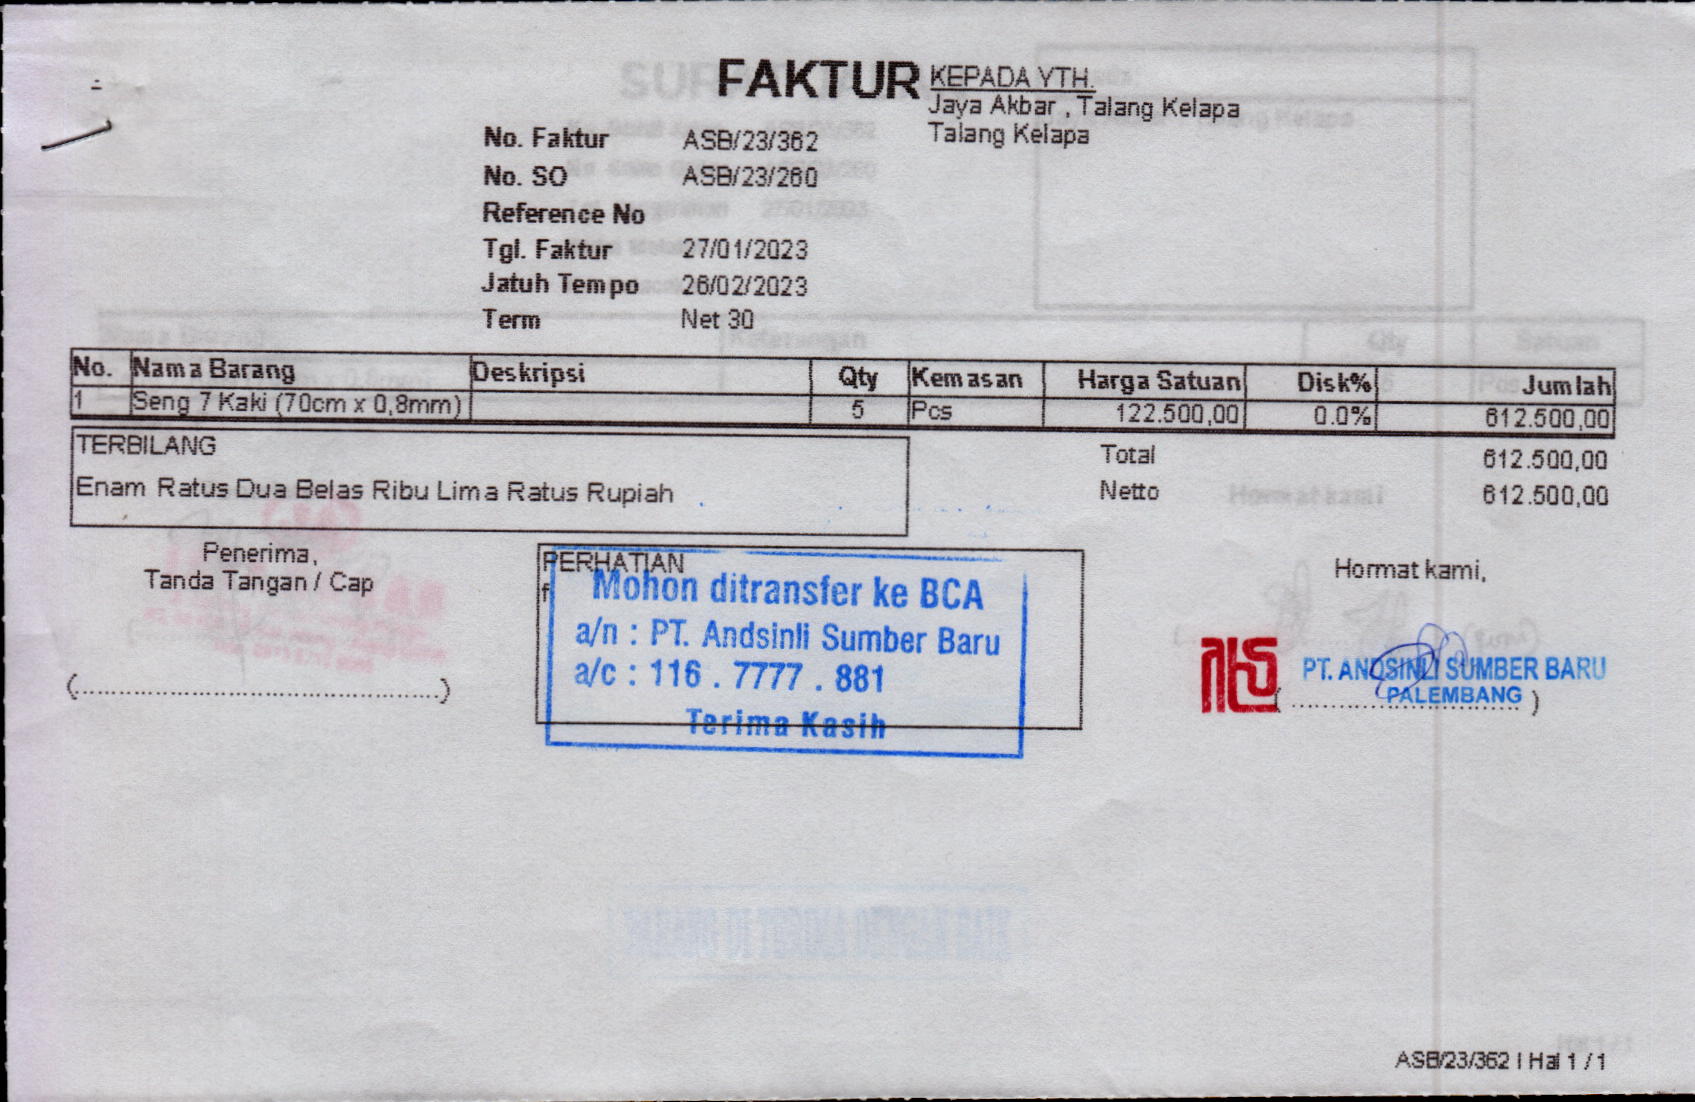 FAKTUR
KEPADA YTH.
Jaya Akbar , Talang Kelapa
Talang Kelapa
No. Faktur ASB/23/362
No. SO ASB/23/260
Reference No
Tgl. Faktur 27/01/2023
Jatuh Tempo 26/02/2023
Term Net 30
No. Nama Barang Deskripsi Qty Kemasan Harga Satuan Disk% Jumlah
1 Seng 7 Kaki (70cm x 0,8mm) 5 Pcs 122.500,00 0.0% 612.500,00
TERBILANG
Enam Ratus Dua Belas Ribu Lima Ratus Rupiah
Total 612.500,00
Netto 612.500,00
Penerima,
Tanda Tangan / Cap
(..........................................)
PERHATIAN
f
Mohon ditransfer ke BCA
a/n : PT. Andsinli Sumber Baru
a/c : 116 . 7777 . 881
Terima Kasih
Hormat kami,
PT. ANDSINLI SUMBER BARU
PALEMBANG
ASB/23/362 | Hal 1 / 1